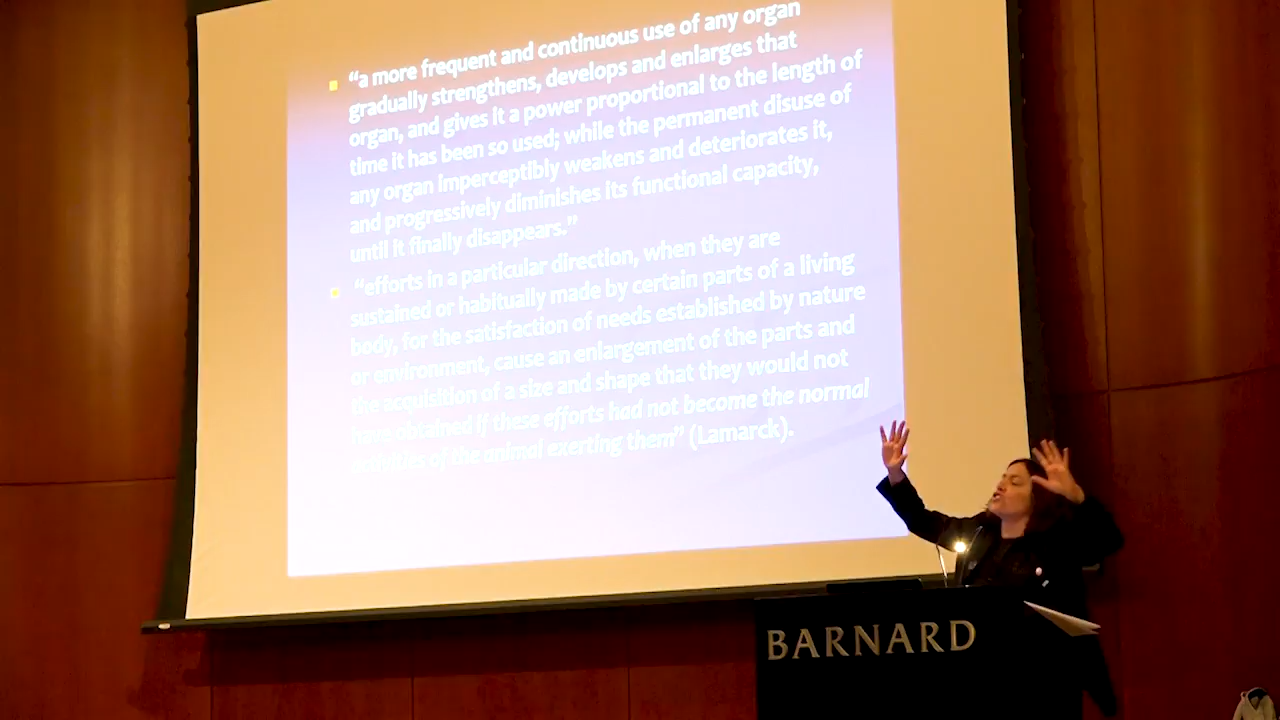 “a more frequent and continuous use of any organ
gradually strengthens, develops and enlarges that
organ, and gives it a power proportional to the length of
time it has been so used; while the permanent disuse of
any organ imperceptibly weakens and deteriorates it,
and progressively diminishes its functional capacity,
until it finally disappears.”
“efforts in a particular direction, when they are
sustained or habitually made by certain parts of a living
body, for the satisfaction of needs established by nature
or environment, cause an enlargement of the parts and
the acquisition of a size and shape that they would not
have obtained if these efforts had not become the normal
of the animal exerting them” (Lamarck).
BARNARD